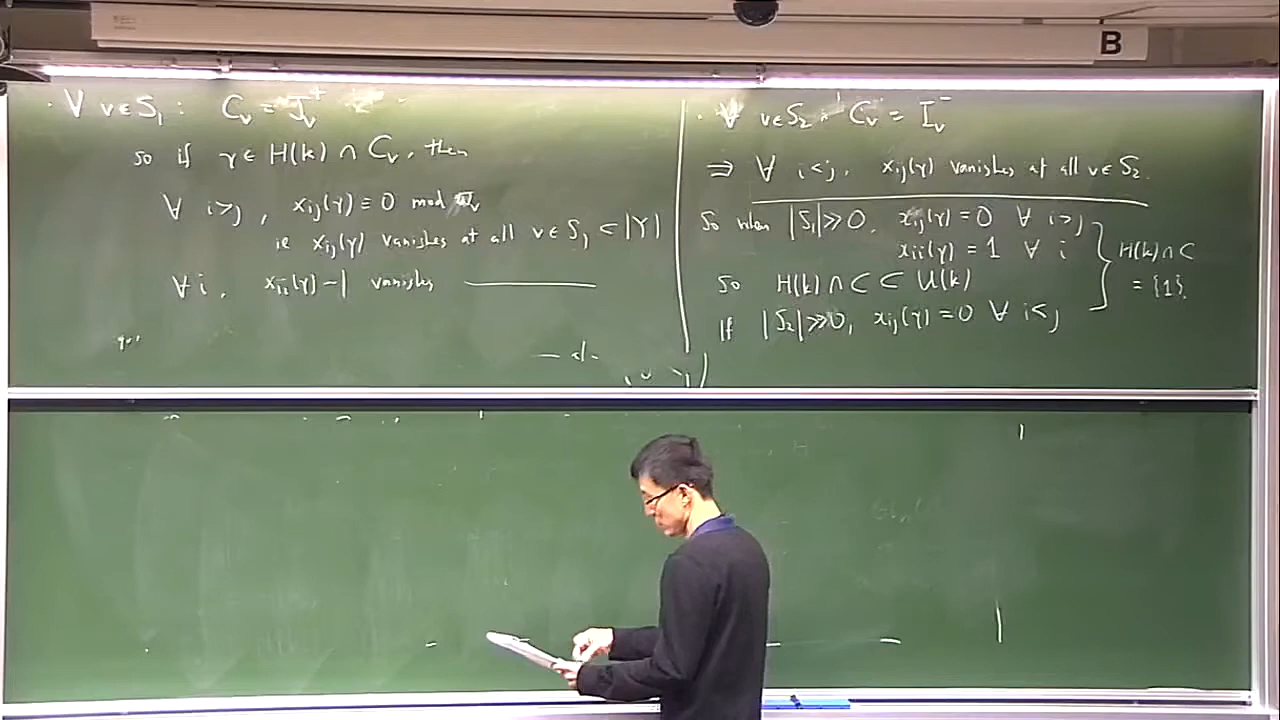 B
· ∀ v∈S₁ : C_v = J_v⁺
so if γ ∈ H(k) ∩ C_v, then
∀ i>j, x_ij(γ) ≡ 0 mod ϖ_v
ie x_ij(γ) vanishes at all v ∈ S₁ ⊂ |Y|
∀ i, x_ii(γ) -1 vanishes ————
· ∀ v∈S₂ : C_v = I_v⁻
⇒ ∀ i<j, x_ij(γ) vanishes at all v∈S₂.
So when |S₁|≫0, x_ij(γ) = 0 ∀ i>j
x_ii(γ) = 1 ∀ i
So H(k)∩C ⊂ U(k)
If |S₂|≫0, x_ij(γ) = 0 ∀ i<j
} H(k)∩C
= {1}.